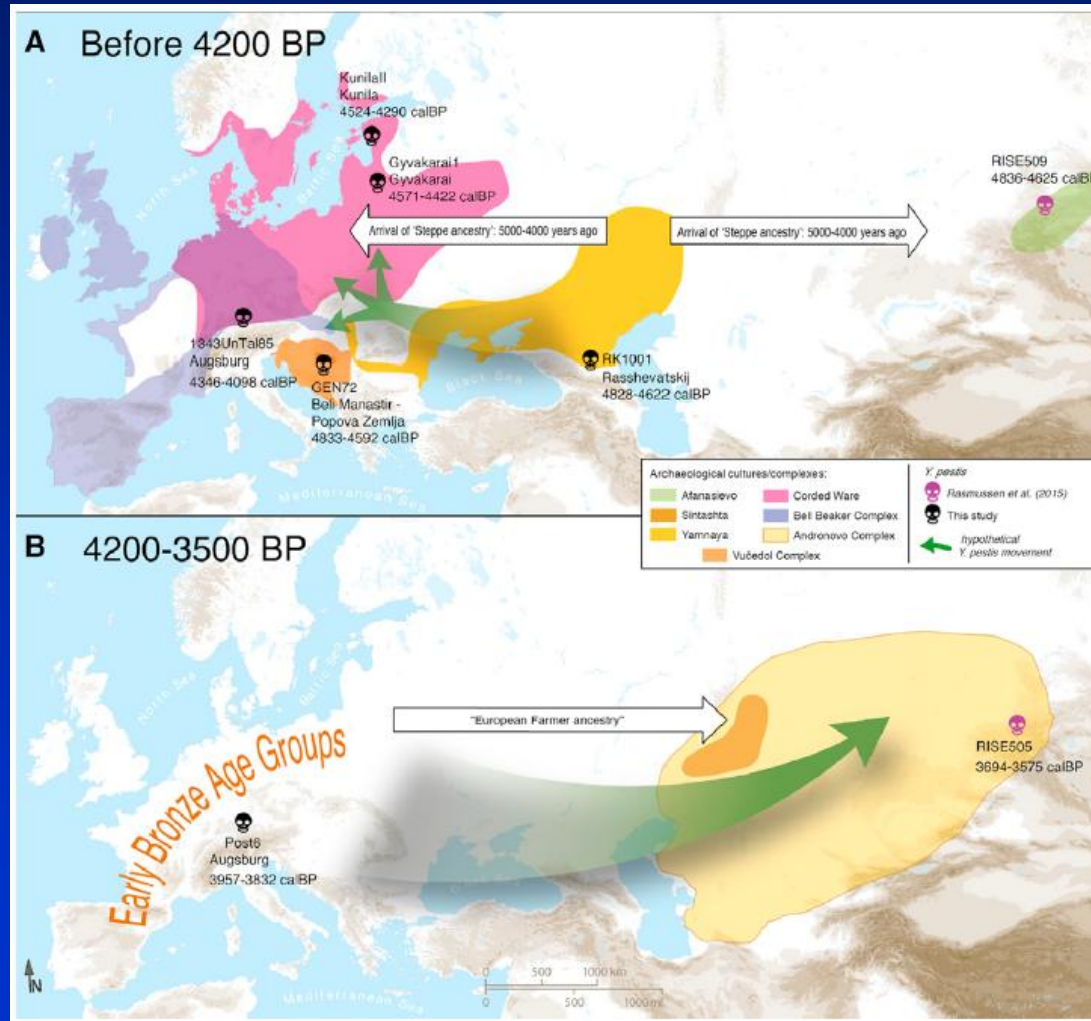 A Before 4200 BP
KunilaII
Kunila
4524-4290 calBP
Gyvakarai1
Gyvakarai
4571-4422 calBP
RISE509
4836-4625 calBP
North Sea
Baltic Sea
Arrival of 'Steppe ancestry': 5000-4000 years ago
Arrival of 'Steppe ancestry': 5000-4000 years ago
1343UnTal85
Augsburg
4346-4098 calBP
GEN72
Beli Manastir -
Popova Zemlja
4833-4592 calBP
Black Sea
RK1001
Rasshevatskij
4828-4622 calBP
Mediterranean Sea
Archaeological cultures/complexes:
Afanasievo
Corded Ware
Sintashta
Bell Beaker Complex
Yamnaya
Andronovo Complex
Vučedol Complex
Y. pestis
Rasmussen et al. (2015)
This study
hypothetical
Y. pestis movement
B 4200-3500 BP
North Sea
Baltic Sea
"European Farmer ancestry"
Early Bronze Age Groups
Post6
Augsburg
3957-3832 calBP
RISE505
3694-3575 calBP
Mediterranean Sea
N
0 500 1000 km
0 500 1000 mi